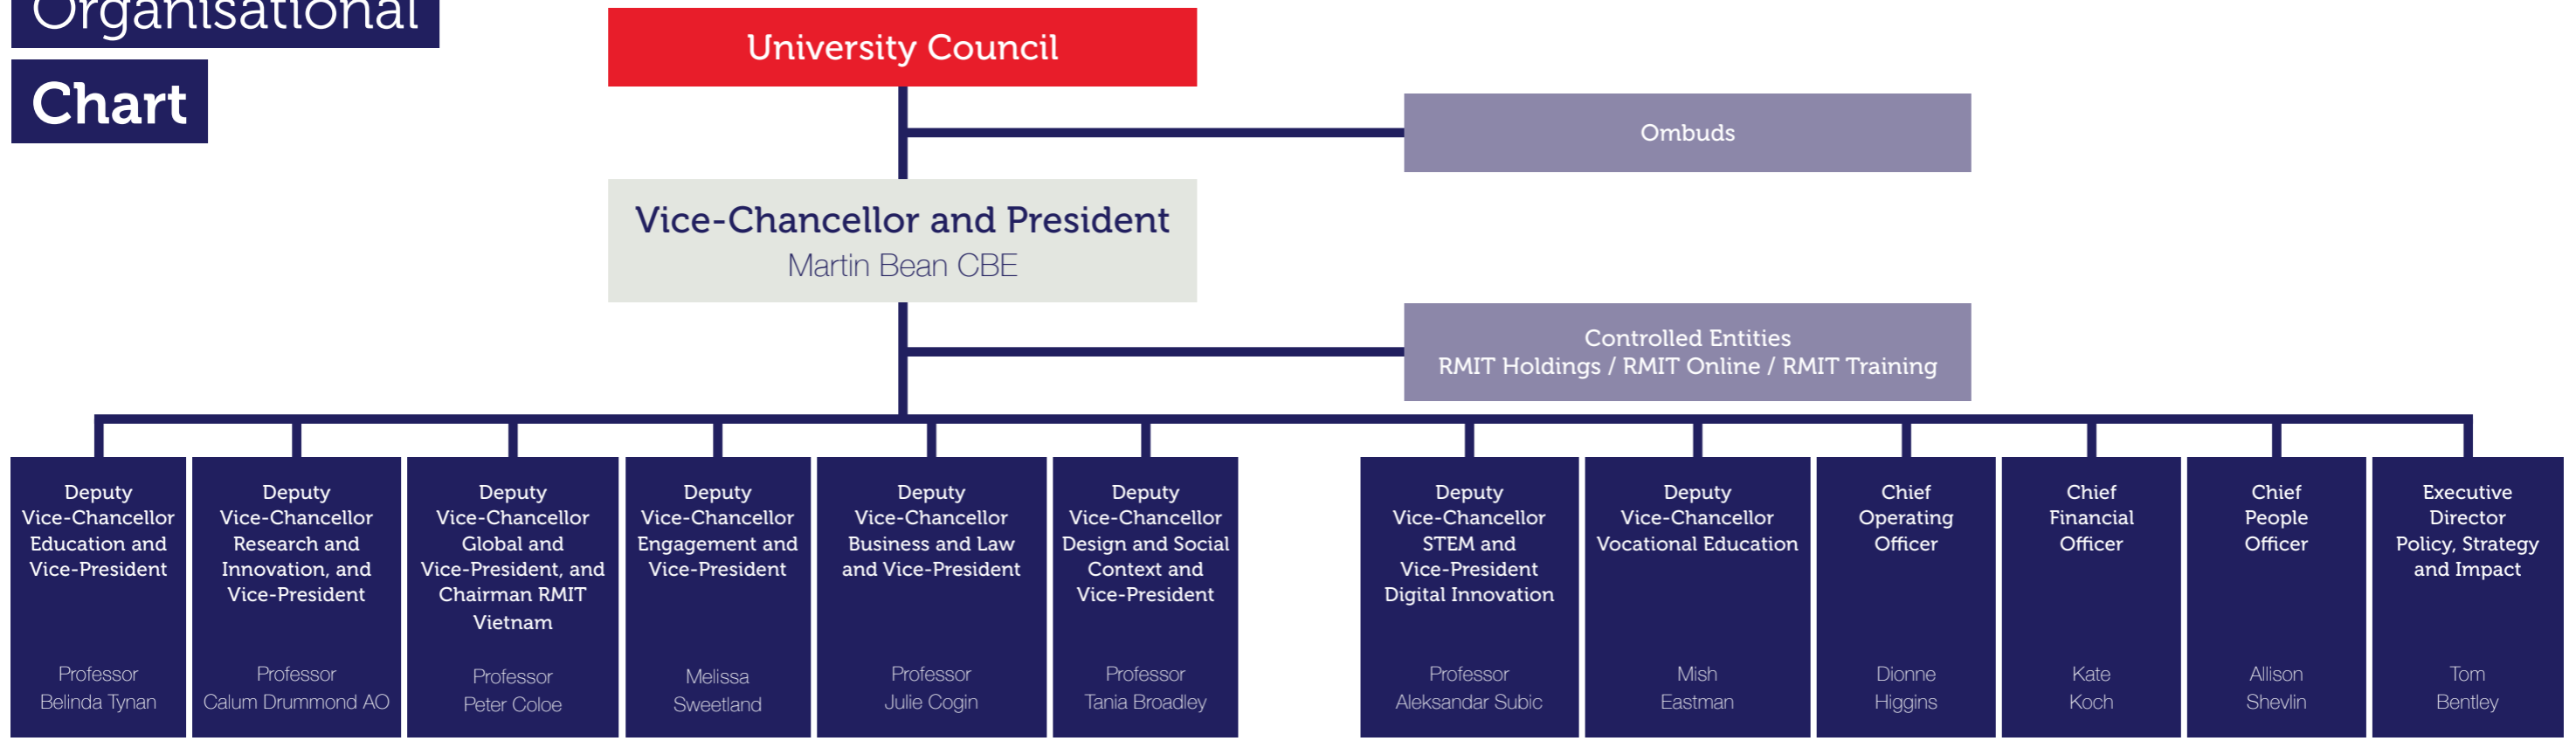 Organisational
Chart
University Council
Ombuds
Vice-Chancellor and President
Martin Bean CBE
Controlled Entities
RMIT Holdings / RMIT Online / RMIT Training
Deputy
Vice-Chancellor
Education and
Vice-President
Professor
Belinda Tynan
Deputy
Vice-Chancellor
Research and
Innovation, and
Vice-President
Professor
Calum Drummond AO
Deputy
Vice-Chancellor
Global and
Vice-President, and
Chairman RMIT
Vietnam
Professor
Peter Coloe
Deputy
Vice-Chancellor
Engagement and
Vice-President
Melissa
Sweetland
Deputy
Vice-Chancellor
Business and Law
and Vice-President
Professor
Julie Cogin
Deputy
Vice-Chancellor
Design and Social
Context and
Vice-President
Professor
Tania Broadley
Deputy
Vice-Chancellor
STEM and
Vice-President
Digital Innovation
Professor
Aleksandar Subic
Deputy
Vice-Chancellor
Vocational Education
Mish
Eastman
Chief
Operating
Officer
Dionne
Higgins
Chief
Financial
Officer
Kate
Koch
Chief
People
Officer
Allison
Shevlin
Executive
Director
Policy, Strategy
and Impact
Tom
Bentley